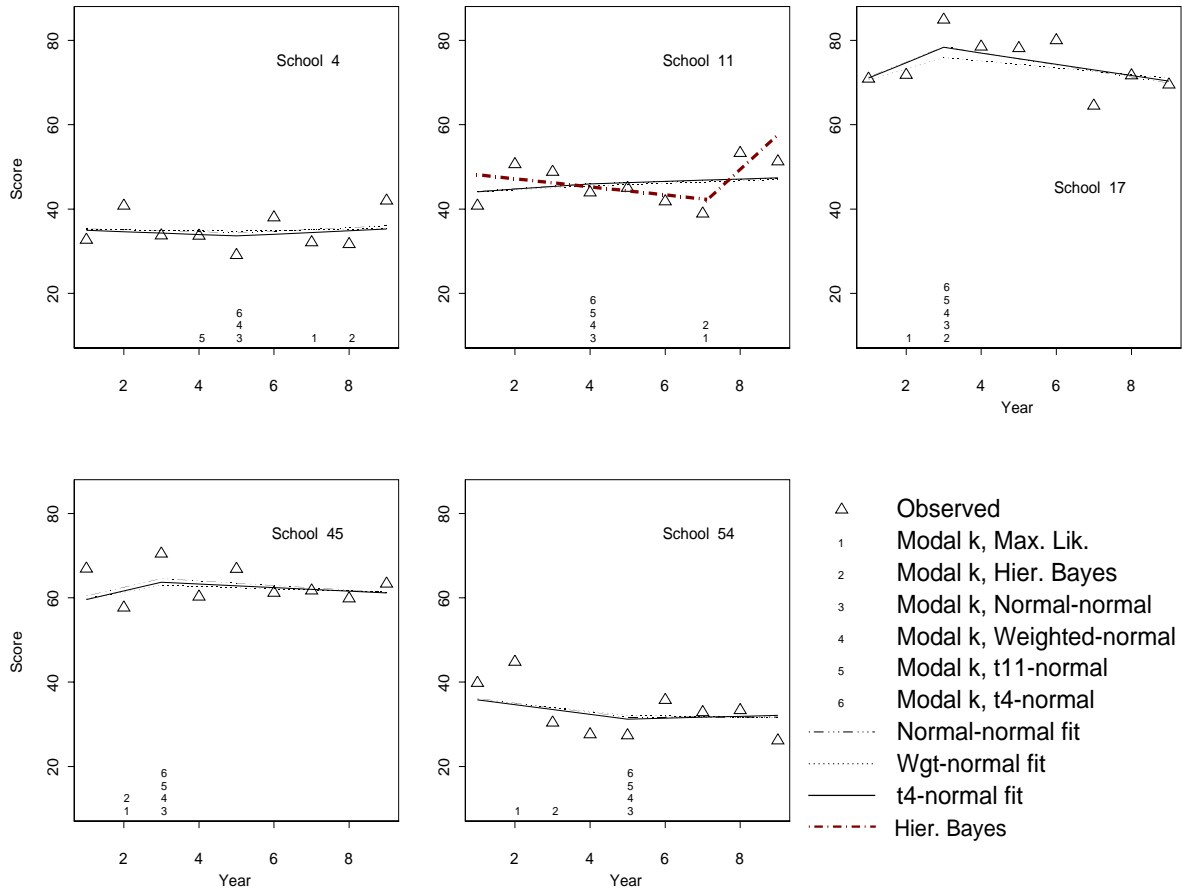 School 4
Score
80
60
40
20
6
4
5 3 1 2
2 4 6 8
School 11
80
60
40
20
6
5
4 2
3 1
2 4 6 8
School 17
80
60
40
20
6
5
4
3
1 2
2 4 6 8
Year
School 45
Score
80
60
40
20
6
5
2 4
1 3
2 4 6 8
Year
School 54
80
60
40
20
6
5
4
1 2 3
2 4 6 8
Year
Observed
1 Modal k, Max. Lik.
2 Modal k, Hier. Bayes
3 Modal k, Normal-normal
4 Modal k, Weighted-normal
5 Modal k, t11-normal
6 Modal k, t4-normal
Normal-normal fit
Wgt-normal fit
t4-normal fit
Hier. Bayes